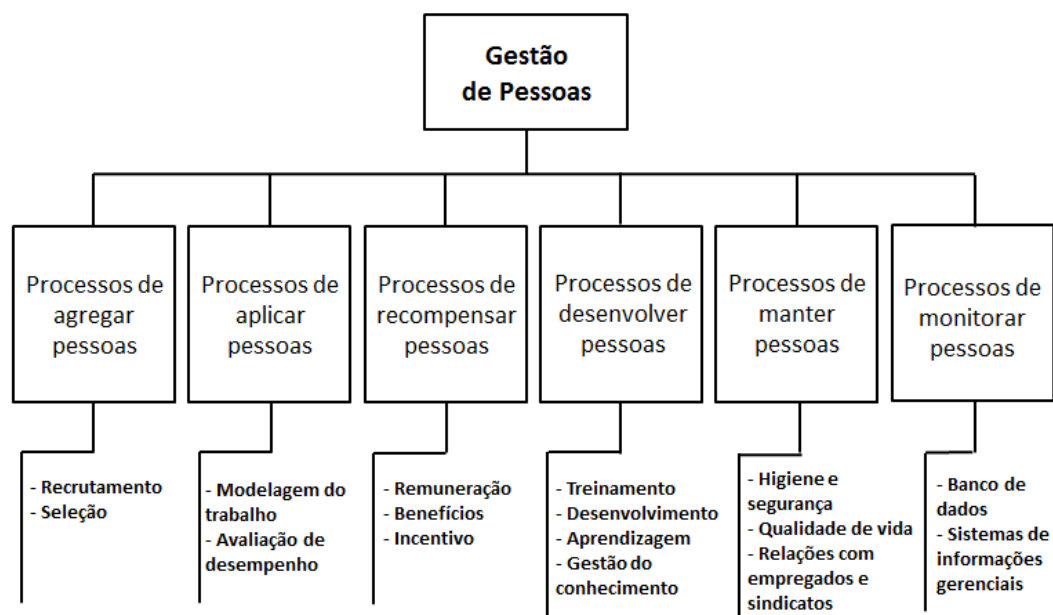 Gestão
de Pessoas
Processos de
agregar
pessoas
Processos de
aplicar
pessoas
Processos de
recompensar
pessoas
Processos de
desenvolver
pessoas
Processos de
manter
pessoas
Processos de
monitorar
pessoas
- Recrutamento
- Seleção
- Modelagem do
trabalho
- Avaliação de
desempenho
- Remuneração
- Benefícios
- Incentivo
- Treinamento
- Desenvolvimento
- Aprendizagem
- Gestão do
conhecimento
- Higiene e
segurança
- Qualidade de vida
- Relações com
empregados e
sindicatos
- Banco de
dados
- Sistemas de
informações
gerenciais